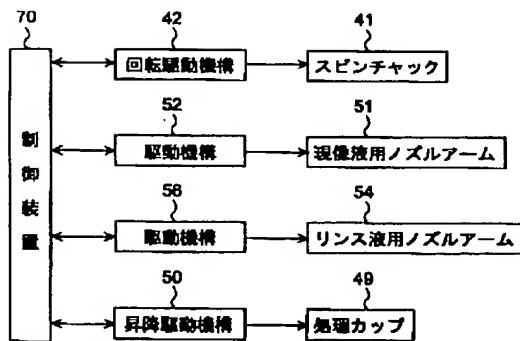 70
制御装置
42
回転駆動機構
41
スピンチャック
52
駆動機構
51
現像液用ノズルアーム
56
駆動機構
54
リンス液用ノズルアーム
50
昇降駆動機構
49
処理カップ